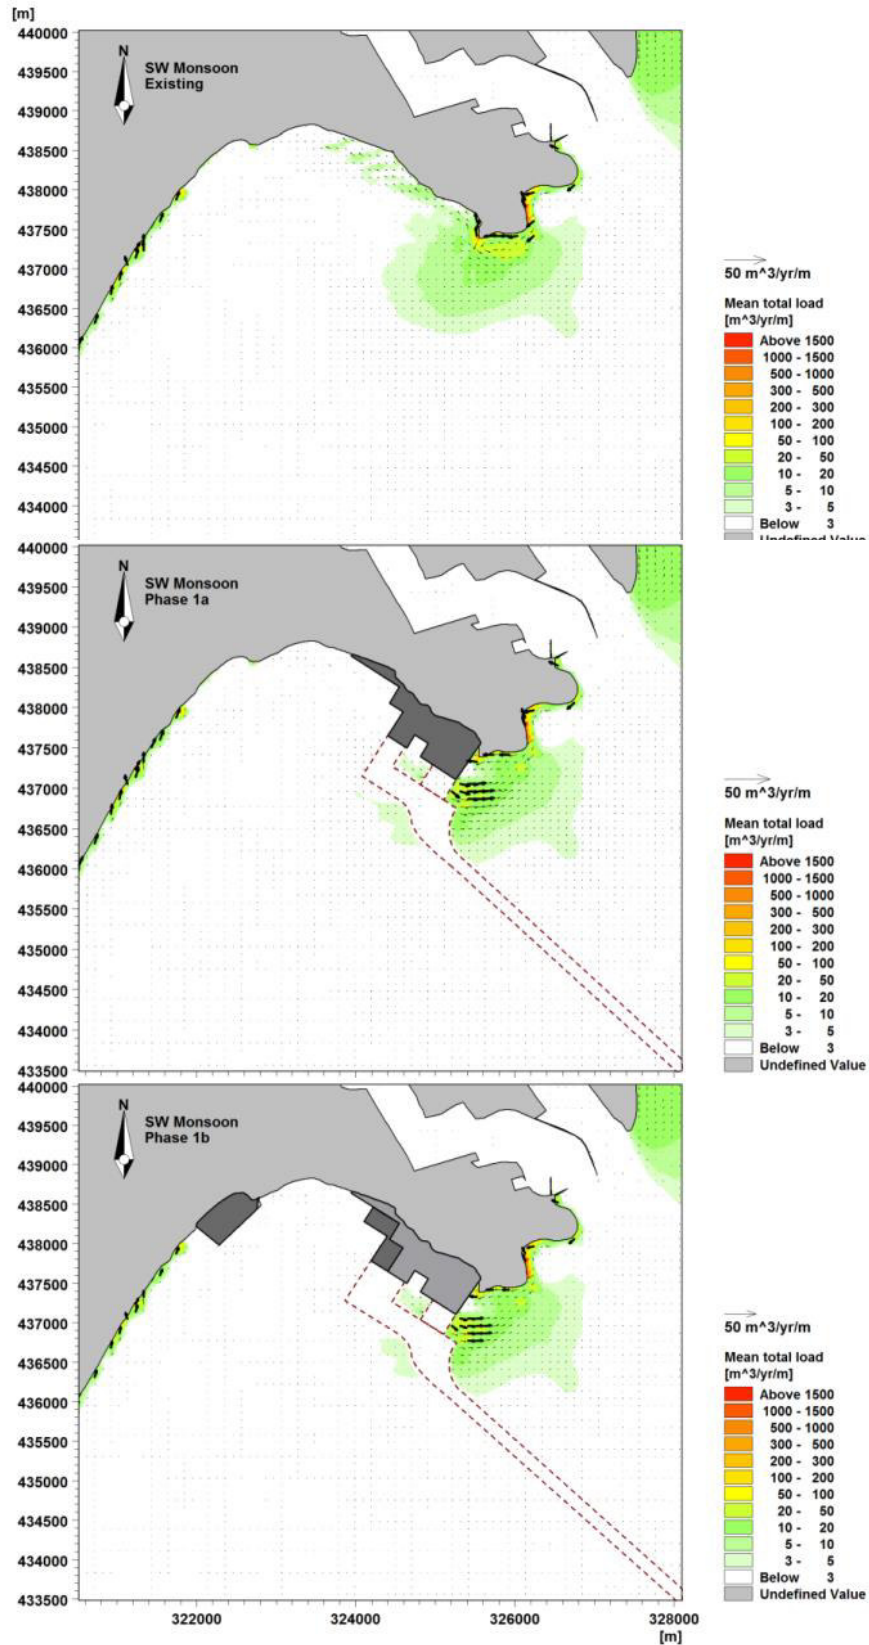 [m]
440000
439500
439000
438500
438000
437500
437000
436500
436000
435500
435000
434500
434000
N
SW Monsoon
Existing
50 m^3/yr/m
Mean total load
[m^3/yr/m]
Above 1500
1000 - 1500
500 - 1000
300 - 500
200 - 300
100 - 200
50 - 100
20 - 50
10 - 20
5 - 10
3 - 5
Below 3
Undefined Value
440000
439500
439000
438500
438000
437500
437000
436500
436000
435500
435000
434500
434000
433500
N
SW Monsoon
Phase 1a
50 m^3/yr/m
Mean total load
[m^3/yr/m]
Above 1500
1000 - 1500
500 - 1000
300 - 500
200 - 300
100 - 200
50 - 100
20 - 50
10 - 20
5 - 10
3 - 5
Below 3
Undefined Value
440000
439500
439000
438500
438000
437500
437000
436500
436000
435500
435000
434500
434000
433500
N
SW Monsoon
Phase 1b
50 m^3/yr/m
Mean total load
[m^3/yr/m]
Above 1500
1000 - 1500
500 - 1000
300 - 500
200 - 300
100 - 200
50 - 100
20 - 50
10 - 20
5 - 10
3 - 5
Below 3
Undefined Value
322000 324000 326000 328000
[m]